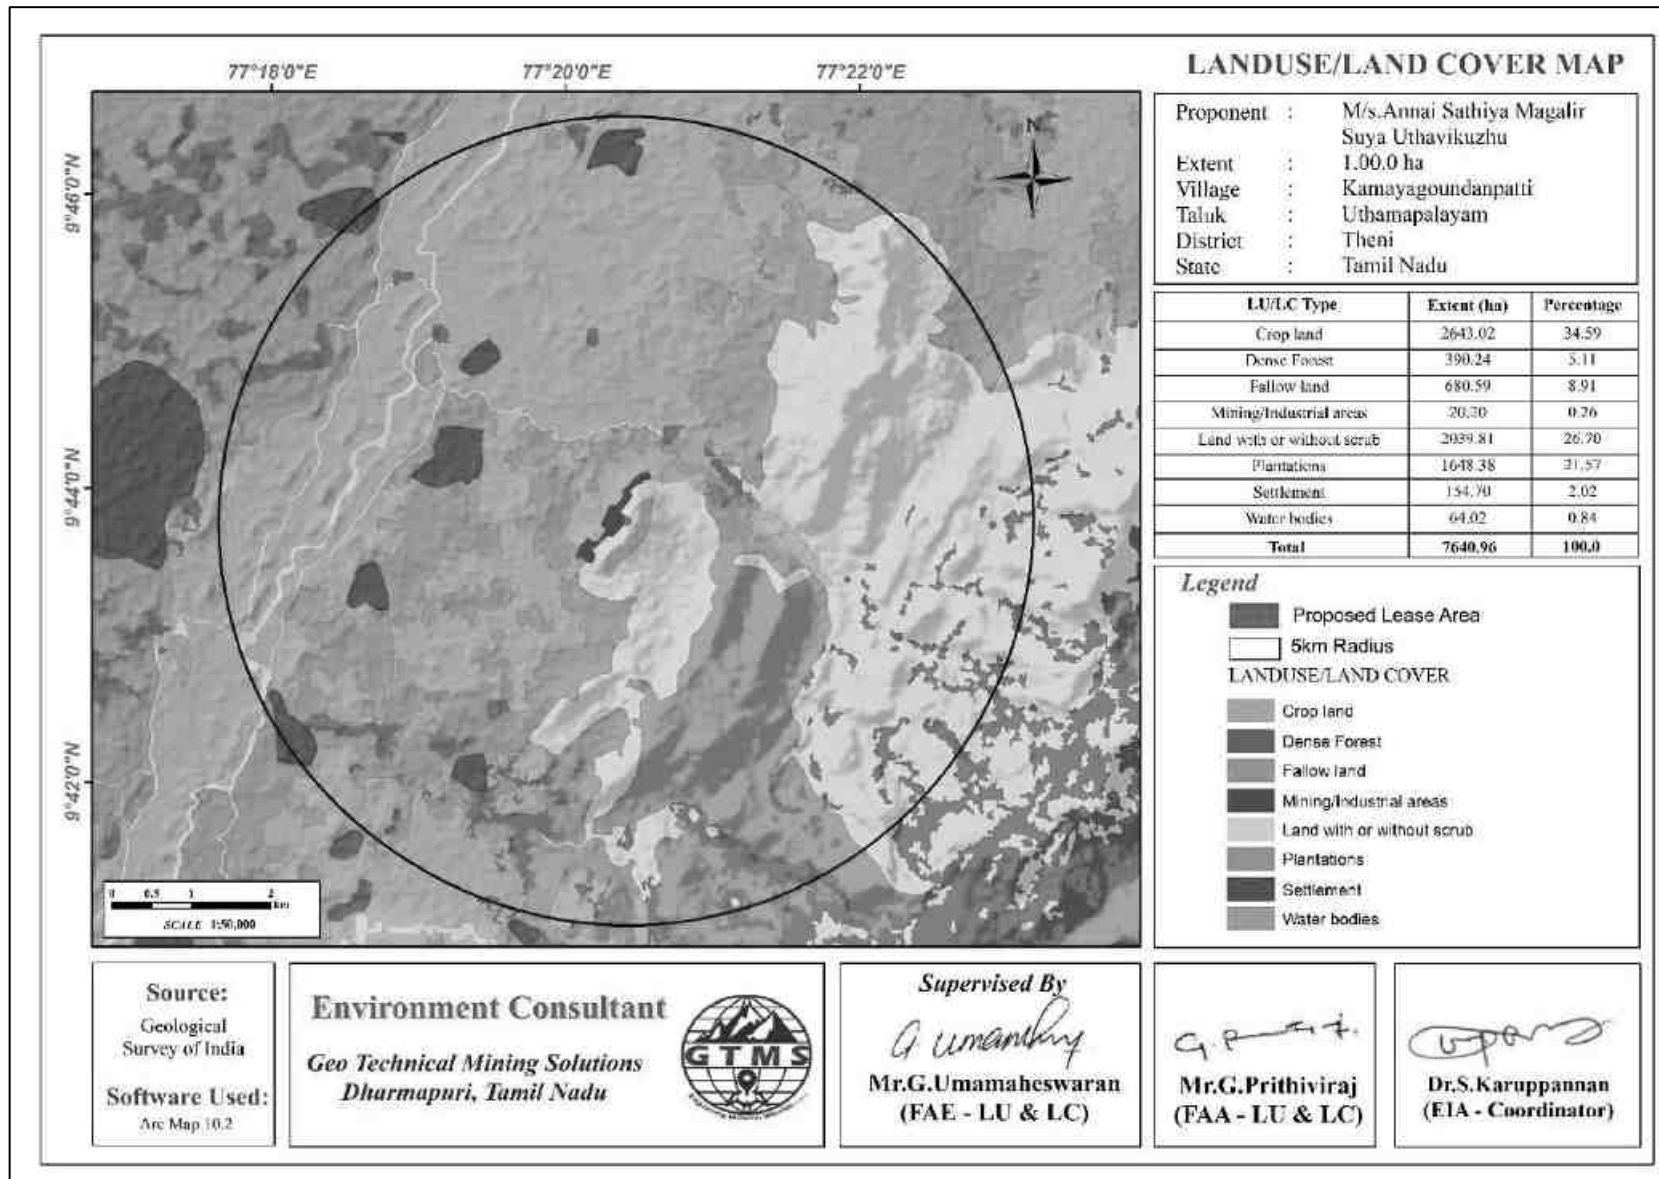 LANDUSE/LAND COVER MAP
77°18'0"E 77°20'0"E 77°22'0"E
9°46'0"N
9°44'0"N
9°42'0"N
N
Proponent : M/s.Annai Sathiya Magalir
Suya Uthavikuzhu
Extent : 1.00.0 ha
Village : Kamayagoundanpatti
Taluk : Uthamapalayam
District : Theni
State : Tamil Nadu
LU/LC Type Extent (ha) Percentage
Crop land 2643.02 34.59
Dense Forest 390.24 5.11
Fallow land 680.59 8.91
Mining/Industrial areas 20.20 0.26
Land with or without scrub 2039.81 26.70
Plantations 1648.38 21.57
Settlement 154.70 2.02
Water bodies 64.02 0.84
Total 7640.96 100.0
Legend
Proposed Lease Area
5km Radius
LANDUSE/LAND COVER
Crop land
Dense Forest
Fallow land
Mining/Industrial areas
Land with or without scrub
Plantations
Settlement
Water bodies
0 0.5 1 2
km
SCALE 1:50,000
Source:
Geological
Survey of India
Software Used:
Arc Map 10.2
Environment Consultant
Geo Technical Mining Solutions
Dharmapuri, Tamil Nadu
GTMS
Supervised By
Mr.G.Umamaheswaran
(FAE - LU & LC)
Mr.G.Prithiviraj
(FAA - LU & LC)
Dr.S.Karuppannan
(EIA - Coordinator)